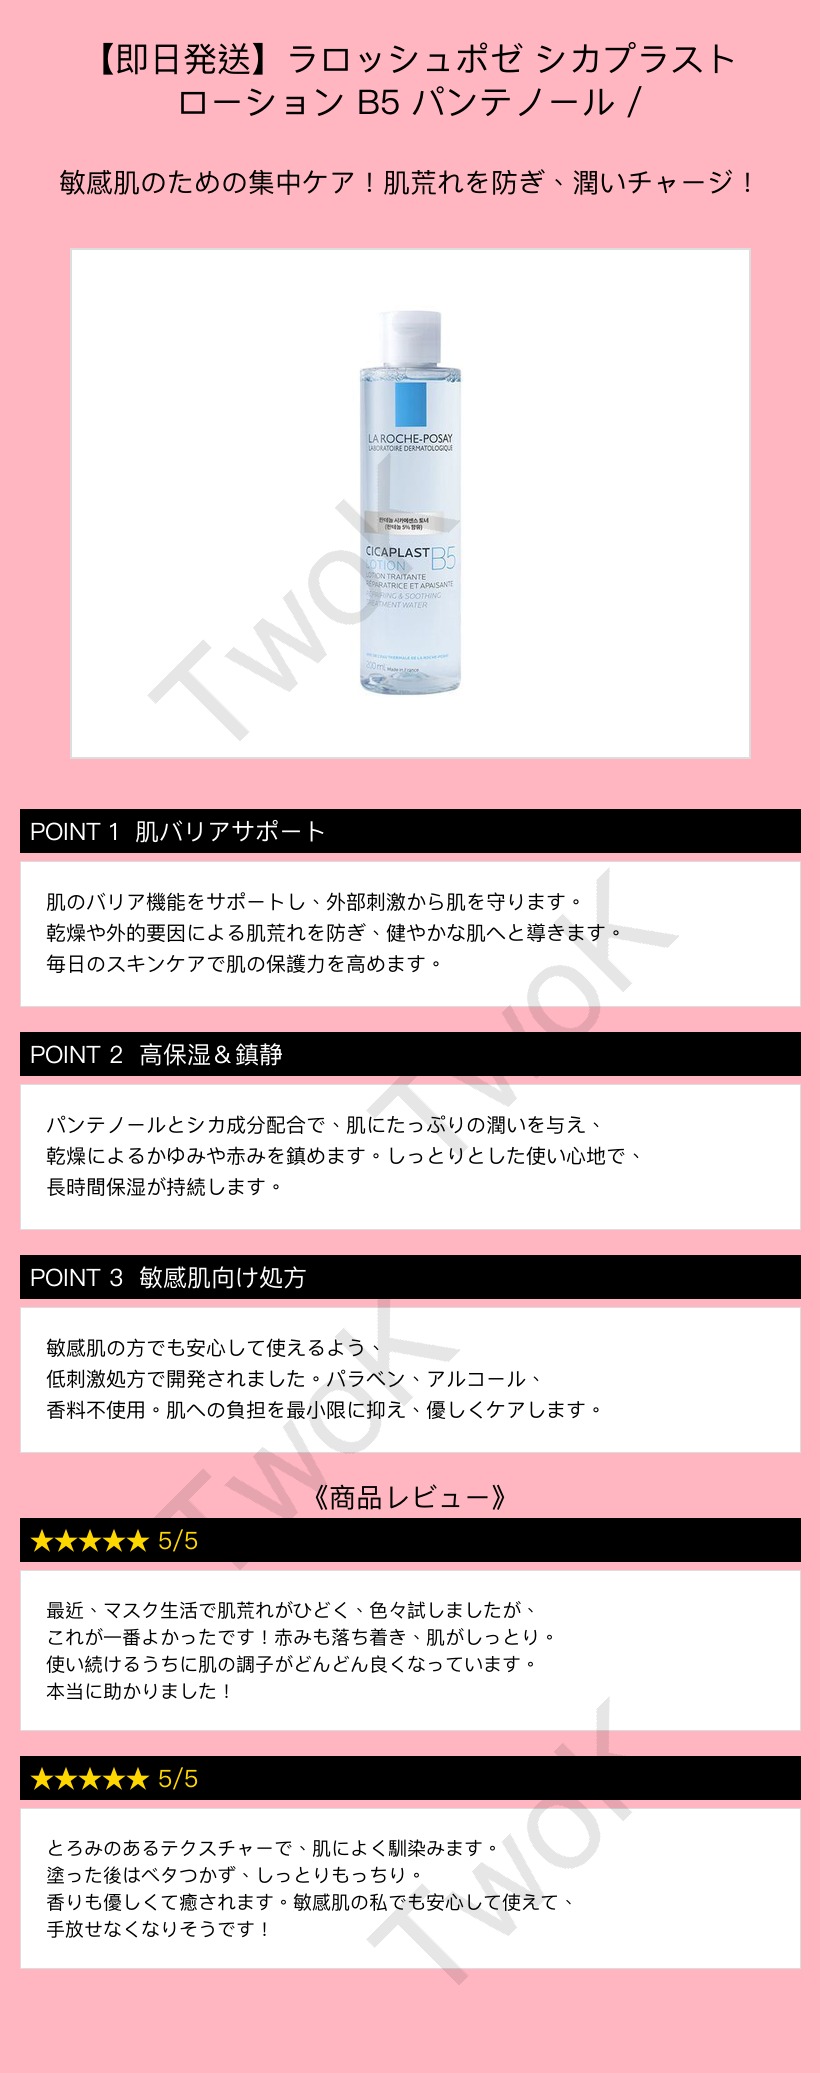 【即日発送】ラロッシュポゼ シカプラスト
ローション B5 パンテノール /
敏感肌のための集中ケア！肌荒れを防ぎ、潤いチャージ！
LA ROCHE-POSAY
LABORATOIRE DERMATOLOGIQUE
판테놀 시카에센스 토너
(판테놀 5% 함유)
CICAPLAST B5
LOTION
LOTION TRAITANTE
RÉPARATRICE ET APAISANTE
REPAIRING & SOOTHING
TREATMENT WATER
200 mL Made in France
TwoK
POINT 1 肌バリアサポート
肌のバリア機能をサポートし、外部刺激から肌を守ります。
乾燥や外的要因による肌荒れを防ぎ、健やかな肌へと導きます。
毎日のスキンケアで肌の保護力を高めます。
TwoK
POINT 2 高保湿＆鎮静
パンテノールとシカ成分配合で、肌にたっぷりの潤いを与え、
乾燥によるかゆみや赤みを鎮めます。しっとりとした使い心地で、
長時間保湿が持続します。
POINT 3 敏感肌向け処方
敏感肌の方でも安心して使えるよう、
低刺激処方で開発されました。パラベン、アルコール、
香料不使用。肌への負担を最小限に抑え、優しくケアします。
TwoK
《商品レビュー》
★★★★★ 5/5
最近、マスク生活で肌荒れがひどく、色々試しましたが、
これが一番よかったです！赤みも落ち着き、肌がしっとり。
使い続けるうちに肌の調子がどんどん良くなっています。
本当に助かりました！
★★★★★ 5/5
とろみのあるテクスチャーで、肌によく馴染みます。
塗った後はベタつかず、しっとりもっちり。
香りも優しくて癒されます。敏感肌の私でも安心して使えて、
手放せなくなりそうです！
TwoK